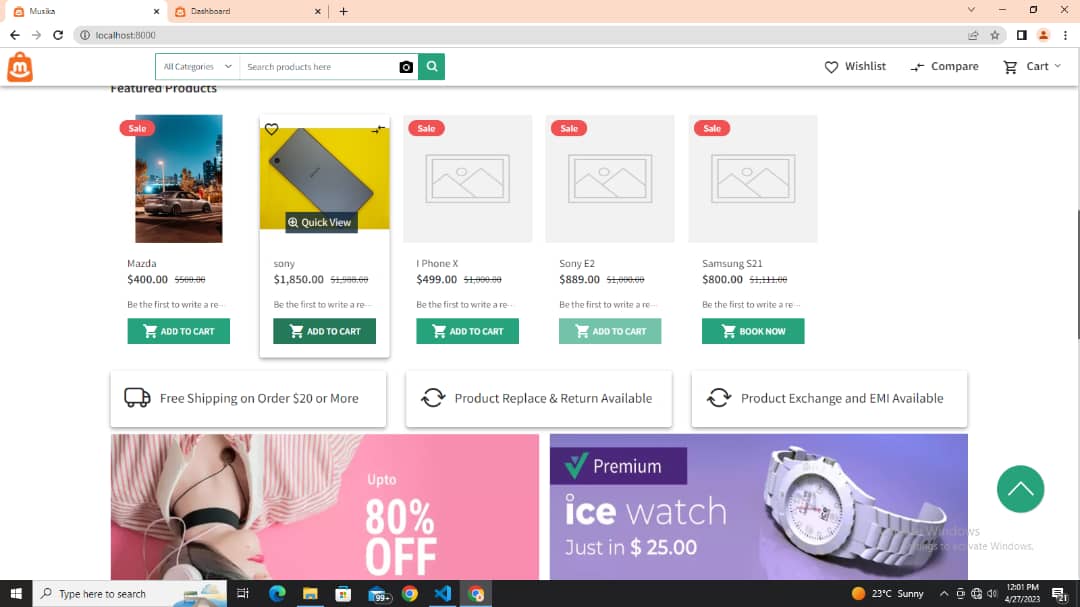 Musika
Dashboard
localhost:8000
All Categories
Search products here
Wishlist
Compare
Cart
Featured Products
Sale
Sale
Sale
Sale
Quick View
Mazda
sony
I Phone X
Sony E2
Samsung S21
$400.00 $500.00
$1,850.00 $1,988.00
$499.00 $1,000.00
$889.00 $1,000.00
$800.00 $1,111.00
Be the first to write a re...
Be the first to write a re...
Be the first to write a re...
Be the first to write a re...
Be the first to write a re...
ADD TO CART
ADD TO CART
ADD TO CART
ADD TO CART
BOOK NOW
Free Shipping on Order $20 or More
Product Replace & Return Available
Product Exchange and EMI Available
Upto
80%
OFF
Premium
ice watch
Just in $ 25.00
Windows
to activate Windows.
Type here to search
99+
23°C Sunny
12:01 PM
4/27/2023
21